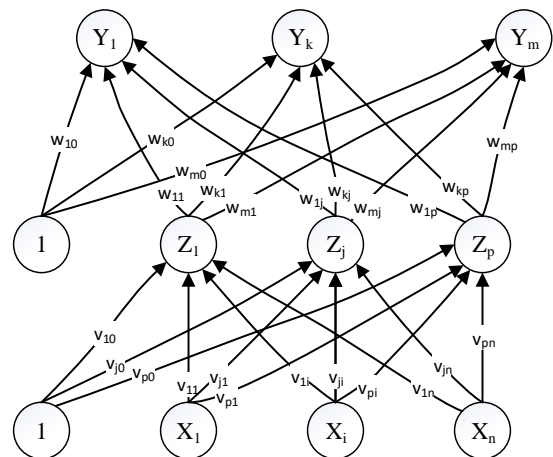 Y1 Yk Ym
w10 wk0 wmp
wm0
w11 wk1 wm1 w1j wkj wmj w1p wkp
1 Z1 Zj Zp
v10 vpn
vj0 vp0 v11 vj1 vp1 v1i vji vpi v1n vjn
1 X1 Xi Xn